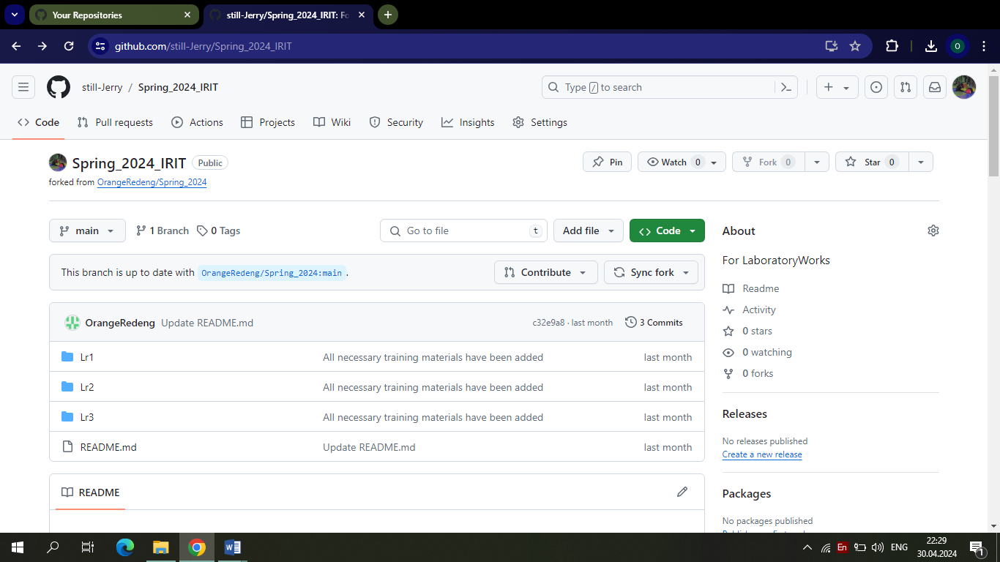 Your Repositories
still-Jerry/Spring_2024_IRIT: Fo
github.com/still-Jerry/Spring_2024_IRIT
O
still-Jerry / Spring_2024_IRIT
Type / to search
Code Pull requests Actions Projects Wiki Security Insights Settings
Spring_2024_IRIT Public
Pin Watch 0 Fork 0 Star 0
forked from OrangeRedeng/Spring_2024
main 1 Branch 0 Tags
Go to file t
Add file
Code
This branch is up to date with OrangeRedeng/Spring_2024:main .
Contribute
Sync fork
OrangeRedeng Update README.md c32e9a8 · last month 3 Commits
Lr1 All necessary training materials have been added last month
Lr2 All necessary training materials have been added last month
Lr3 All necessary training materials have been added last month
README.md Update README.md last month
README
About
For LaboratoryWorks
Readme
Activity
0 stars
0 watching
0 forks
Releases
No releases published
Create a new release
Packages
No packages published
En
ENG
22:29
30.04.2024
1